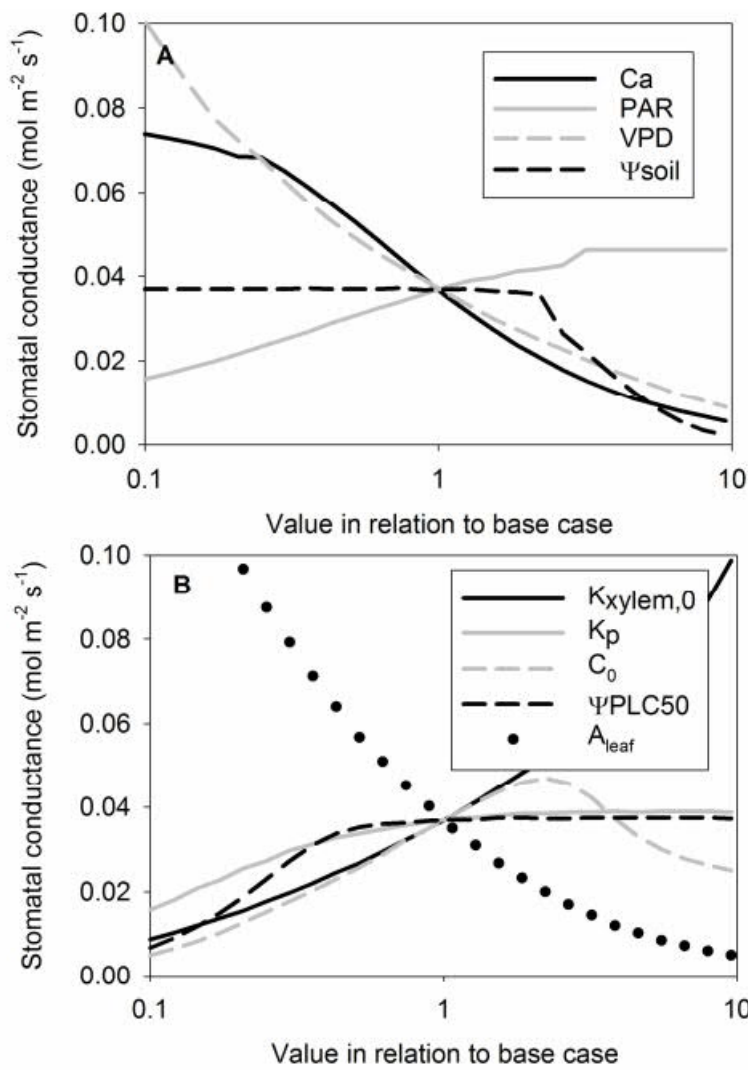 A
Stomatal conductance (mol m⁻² s⁻¹)
0.10
0.08
0.06
0.04
0.02
0.00
Ca
PAR
VPD
Ψsoil
0.1
1
10
Value in relation to base case
B
Stomatal conductance (mol m⁻² s⁻¹)
0.10
0.08
0.06
0.04
0.02
0.00
Kxylem,0
Kp
C₀
ΨPLC50
Aleaf
0.1
1
10
Value in relation to base case